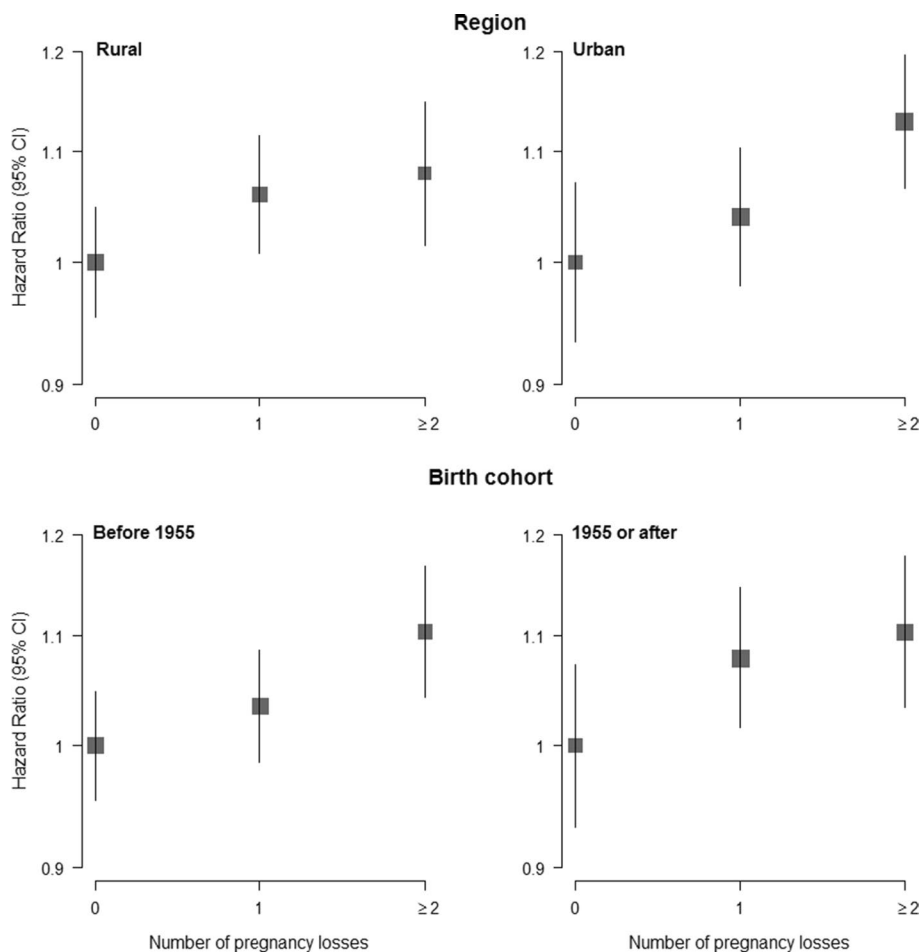 Region
Rural
Urban
Hazard Ratio (95% CI)
1.2
1.1
1
0.9
0
1
≥ 2
1.2
1.1
1
0.9
0
1
≥ 2
Birth cohort
Before 1955
1955 or after
Hazard Ratio (95% CI)
1.2
1.1
1
0.9
0
1
≥ 2
Number of pregnancy losses
1.2
1.1
1
0.9
0
1
≥ 2
Number of pregnancy losses